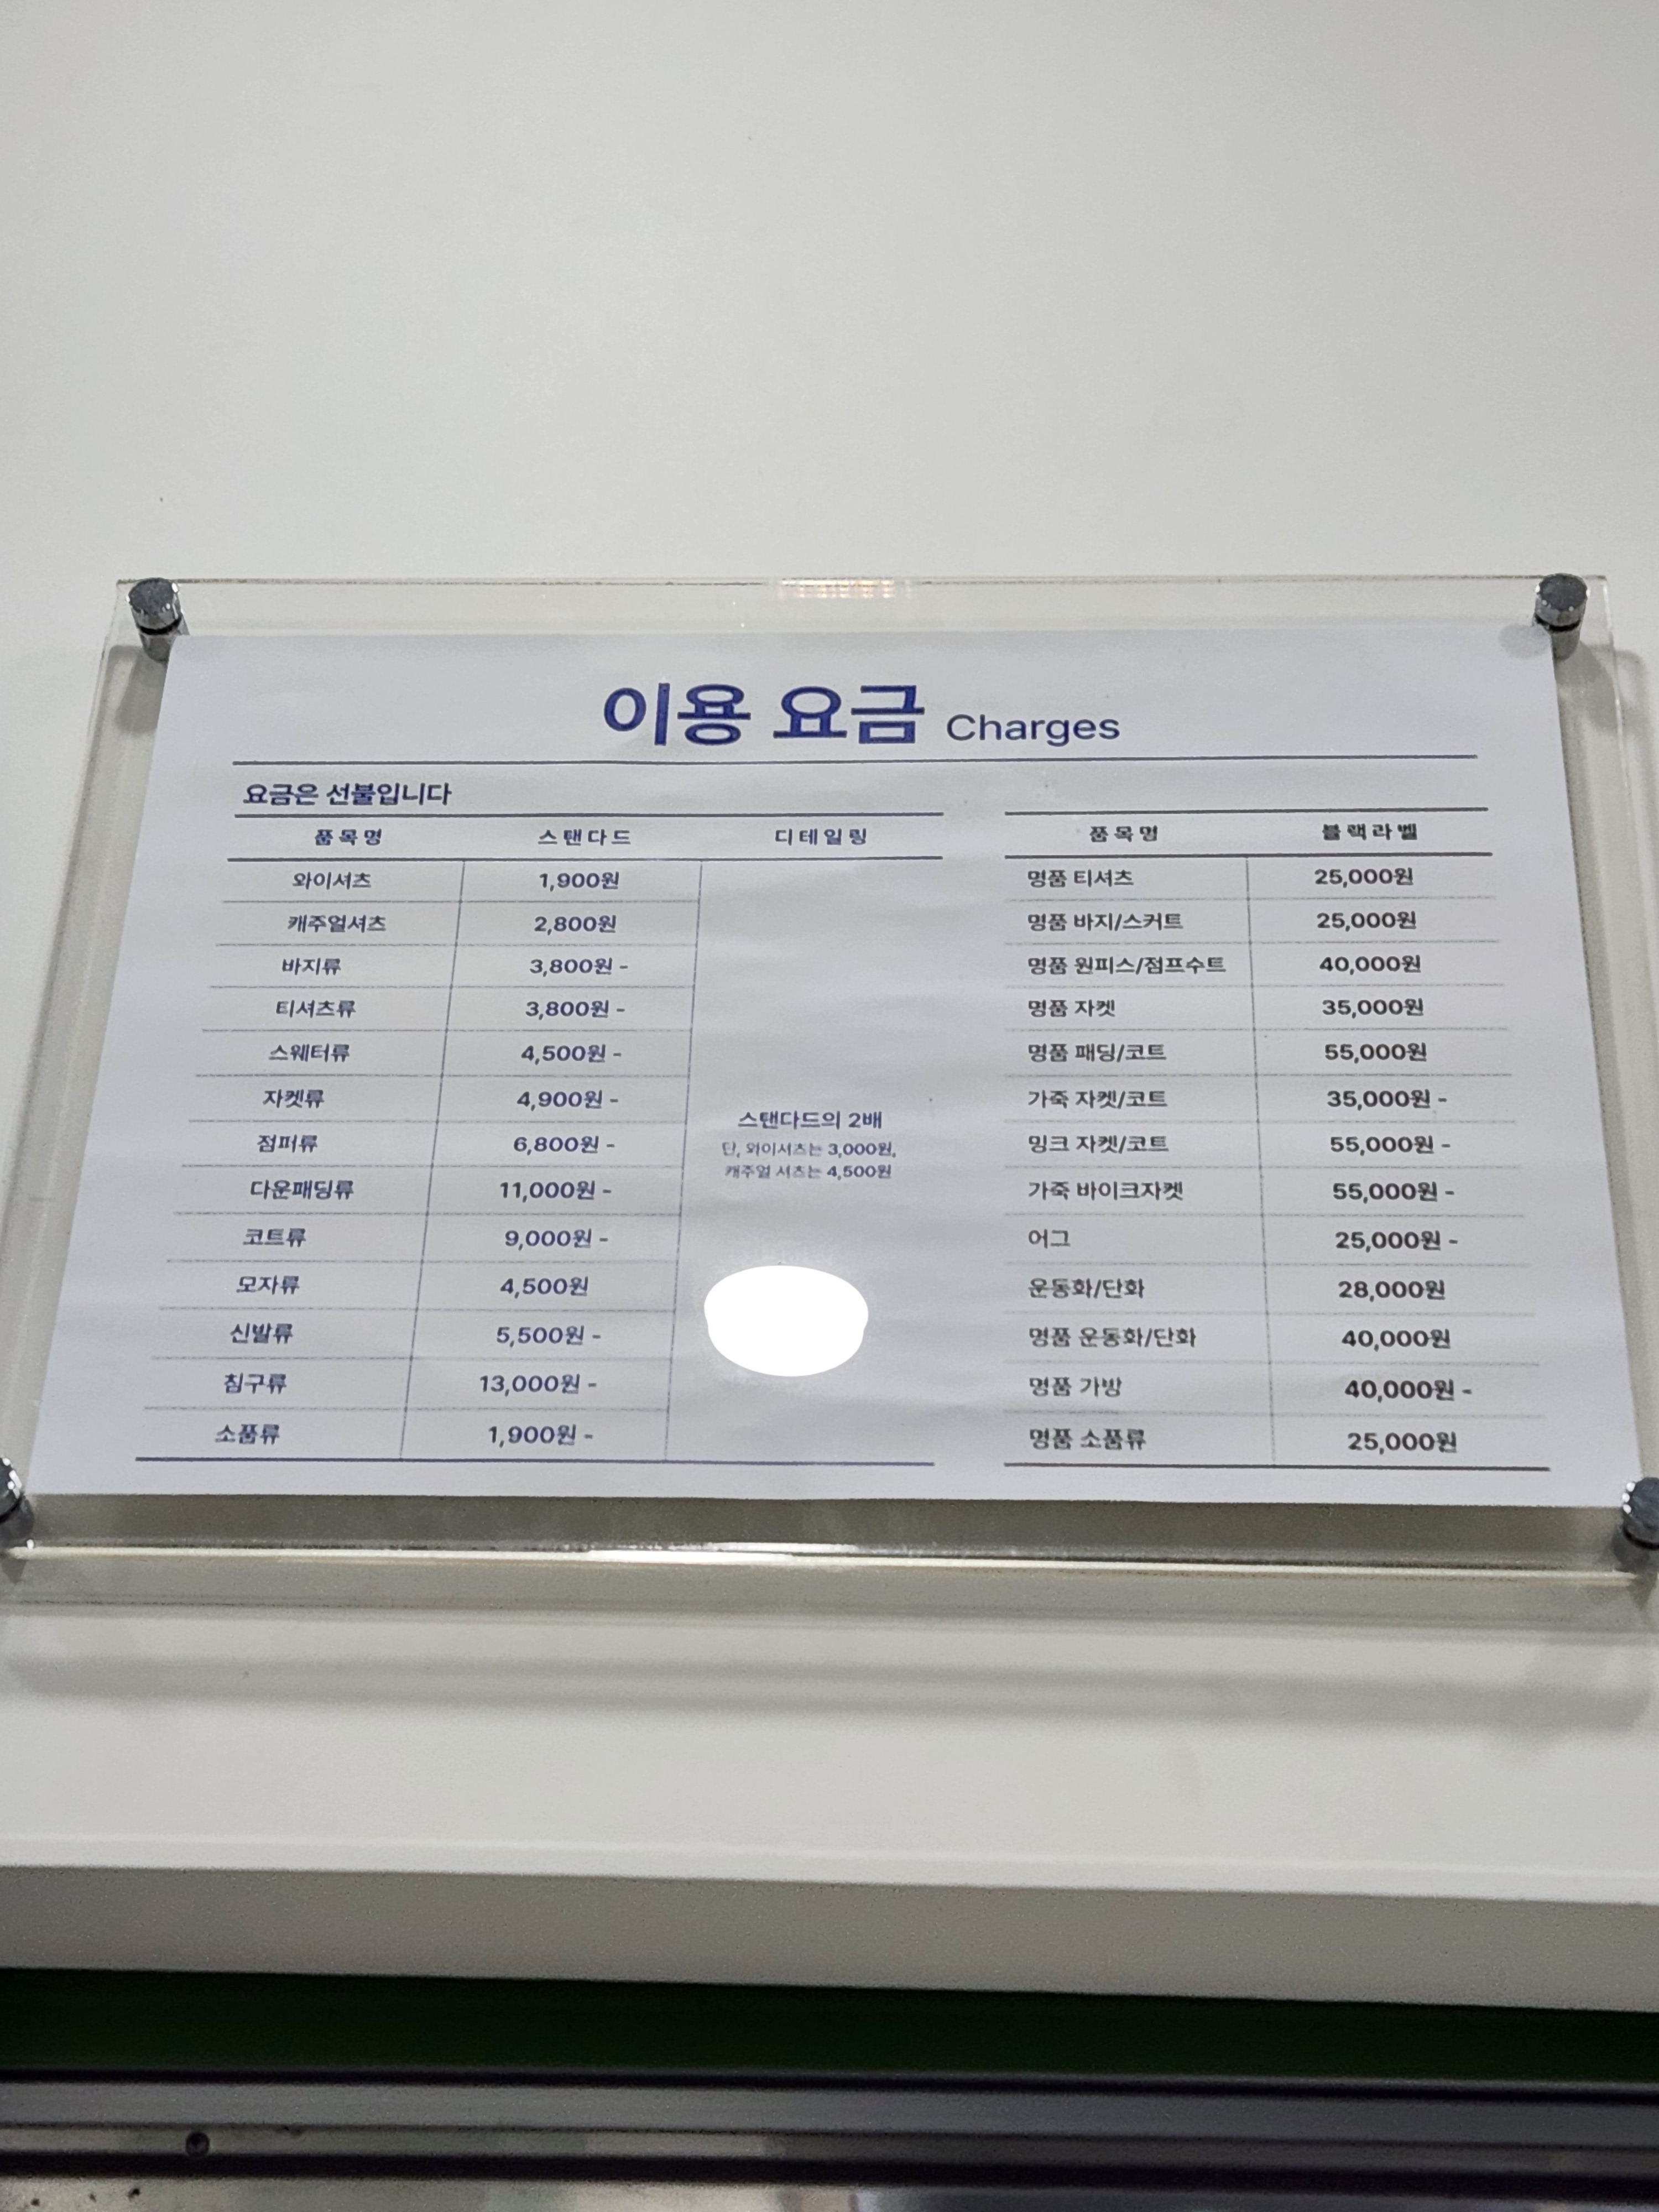 이용 요금 Charges
요금은 선불입니다
품목명 스탠다드 디테일링
와이셔츠 1,900원
캐주얼셔츠 2,800원
바지류 3,800원 -
티셔츠류 3,800원 -
스웨터류 4,500원 -
자켓류 4,900원 -
점퍼류 6,800원 -
다운패딩류 11,000원 -
코트류 9,000원 -
모자류 4,500원
신발류 5,500원 -
침구류 13,000원 -
소품류 1,900원 -
스탠다드의 2배
단, 와이셔츠는 3,000원,
캐주얼 셔츠는 4,500원
품목명 블랙라벨
명품 티셔츠 25,000원
명품 바지/스커트 25,000원
명품 원피스/점프수트 40,000원
명품 자켓 35,000원
명품 패딩/코트 55,000원
가죽 자켓/코트 35,000원 -
밍크 자켓/코트 55,000원 -
가죽 바이크자켓 55,000원 -
어그 25,000원 -
운동화/단화 28,000원
명품 운동화/단화 40,000원
명품 가방 40,000원 -
명품 소품류 25,000원